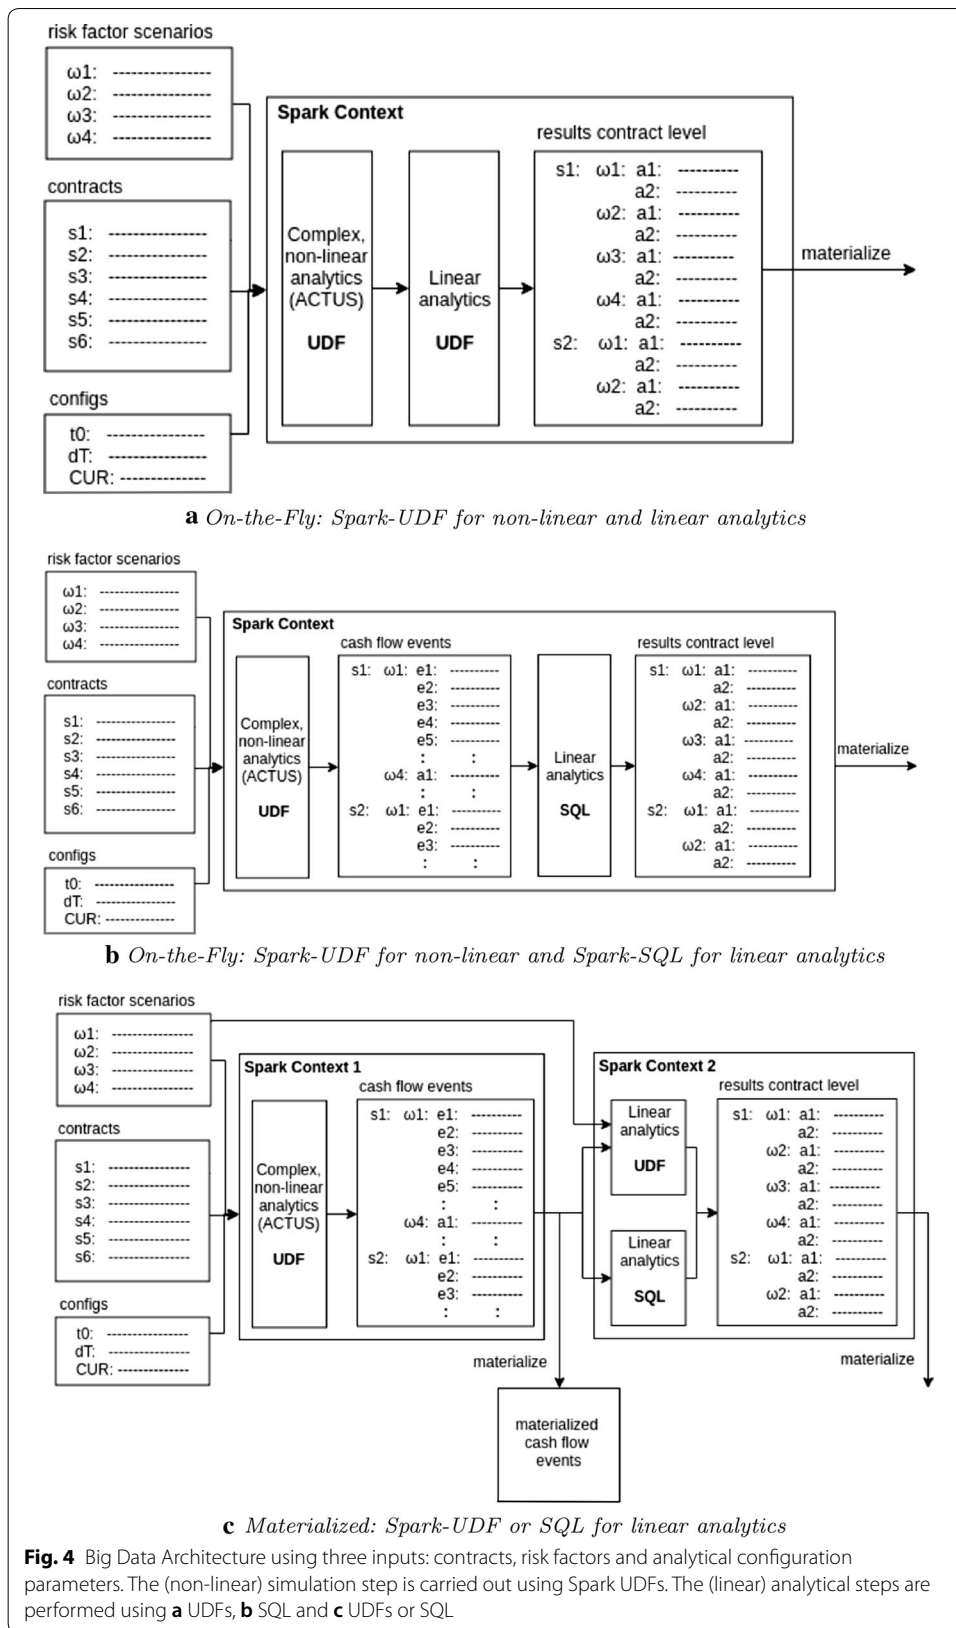 risk factor scenarios
ω1: ---------------
ω2: ---------------
ω3: ---------------
ω4: ---------------
contracts
s1: ---------------
s2: ---------------
s3: ---------------
s4: ---------------
s5: ---------------
s6: ---------------
configs
t0: ---------------
dT: ---------------
CUR: -------------
Spark Context
Complex,
non-linear
analytics
(ACTUS)
UDF
Linear
analytics
UDF
results contract level
s1: ω1: a1: ----------
a2: ----------
ω2: a1: ----------
a2: ----------
ω3: a1: ----------
a2: ----------
ω4: a1: ----------
a2: ----------
s2: ω1: a1: ----------
a2: ----------
ω2: a1: ----------
a2: ----------
materialize
a On-the-Fly: Spark-UDF for non-linear and linear analytics
risk factor scenarios
ω1: ---------------
ω2: ---------------
ω3: ---------------
ω4: ---------------
contracts
s1: ---------------
s2: ---------------
s3: ---------------
s4: ---------------
s5: ---------------
s6: ---------------
configs
t0: ---------------
dT: ---------------
CUR: -------------
Spark Context
Complex,
non-linear
analytics
(ACTUS)
UDF
cash flow events
s1: ω1: e1: ----------
e2: ----------
e3: ----------
e4: ----------
e5: ----------
: :
ω4: a1: ----------
: :
s2: ω1: e1: ----------
e2: ----------
e3: ----------
: :
Linear
analytics
SQL
results contract level
s1: ω1: a1: ----------
a2: ----------
ω2: a1: ----------
a2: ----------
ω3: a1: ----------
a2: ----------
ω4: a1: ----------
a2: ----------
s2: ω1: a1: ----------
a2: ----------
ω2: a1: ----------
a2: ----------
materialize
b On-the-Fly: Spark-UDF for non-linear and Spark-SQL for linear analytics
risk factor scenarios
ω1: ---------------
ω2: ---------------
ω3: ---------------
ω4: ---------------
contracts
s1: ---------------
s2: ---------------
s3: ---------------
s4: ---------------
s5: ---------------
s6: ---------------
configs
t0: ---------------
dT: ---------------
CUR: -------------
Spark Context 1
Complex,
non-linear
analytics
(ACTUS)
UDF
cash flow events
s1: ω1: e1: ----------
e2: ----------
e3: ----------
e4: ----------
e5: ----------
: :
ω4: a1: ----------
: :
s2: ω1: e1: ----------
e2: ----------
e3: ----------
: :
materialize
materialized
cash flow
events
Spark Context 2
Linear
analytics
UDF
Linear
analytics
SQL
results contract level
s1: ω1: a1: ----------
a2: ----------
ω2: a1: ----------
a2: ----------
ω3: a1: ----------
a2: ----------
ω4: a1: ----------
a2: ----------
s2: ω1: a1: ----------
a2: ----------
ω2: a1: ----------
a2: ----------
materialize
c Materialized: Spark-UDF or SQL for linear analytics
Fig. 4 Big Data Architecture using three inputs: contracts, risk factors and analytical configuration
parameters. The (non-linear) simulation step is carried out using Spark UDFs. The (linear) analytical steps are
performed using a UDFs, b SQL and c UDFs or SQL